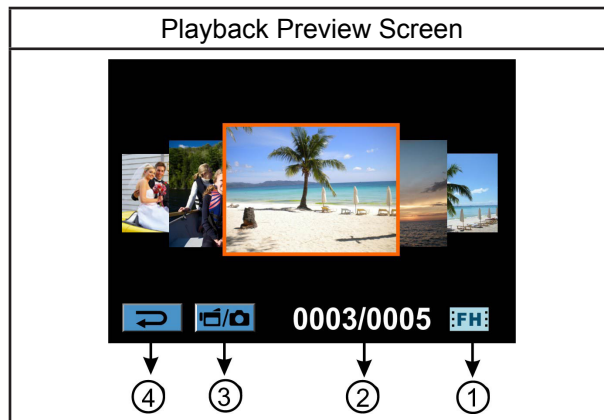 Playback Preview Screen
0003/0005 FH
④ ③ ② ①